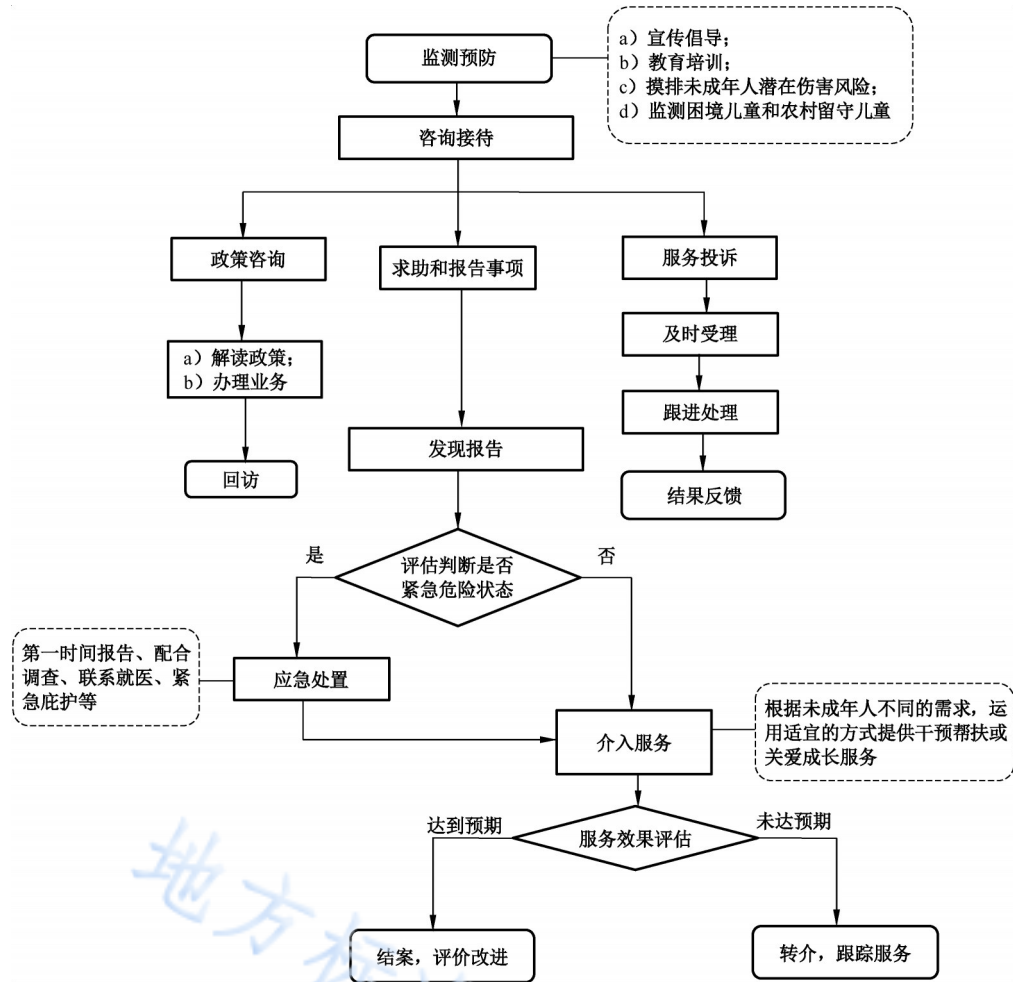 监测预防
a）宣传倡导；
b）教育培训；
c）摸排未成年人潜在伤害风险；
d）监测困境儿童和农村留守儿童
咨询接待
政策咨询
求助和报告事项
服务投诉
a）解读政策；
b）办理业务
及时受理
跟进处理
发现报告
回访
结果反馈
是
评估判断是否
紧急危险状态
否
第一时间报告、配合
调查、联系就医、紧
急庇护等
应急处置
介入服务
根据未成年人不同的需求，运
用适宜的方式提供干预帮扶或
关爱成长服务
达到预期
服务效果评估
未达预期
结案，评价改进
转介，跟踪服务
地方标